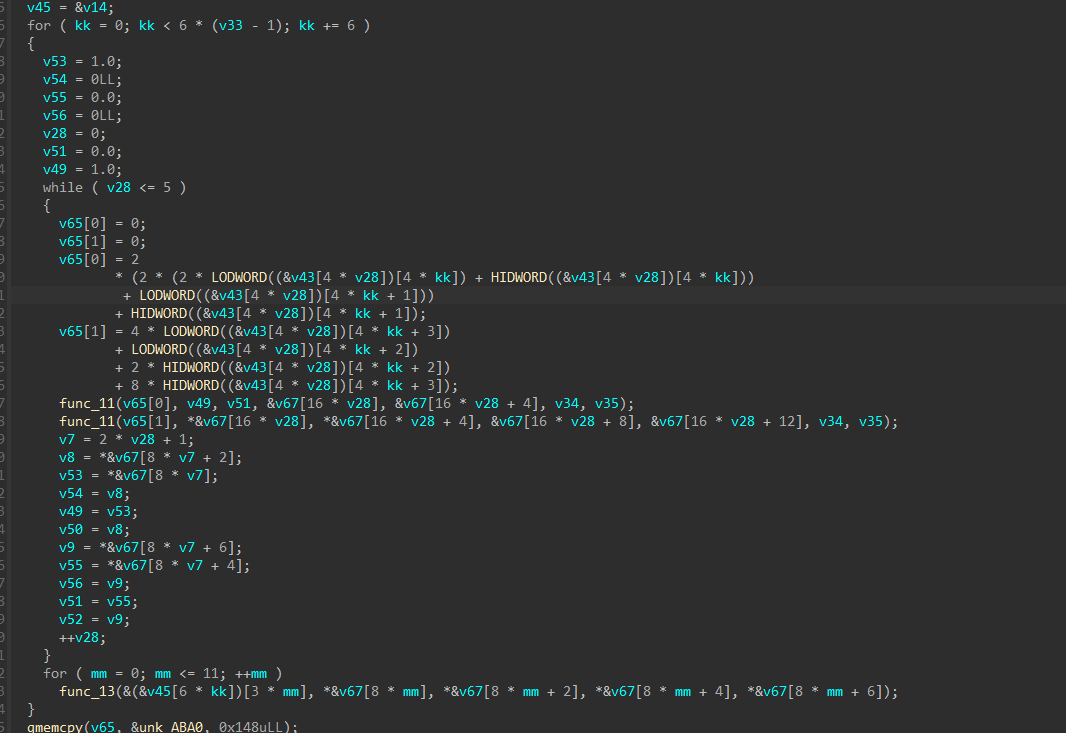 v45 = &v14;
for ( kk = 0; kk < 6 * (v33 - 1); kk += 6 )
{
v53 = 1.0;
v54 = 0LL;
v55 = 0.0;
v56 = 0LL;
v28 = 0;
v51 = 0.0;
v49 = 1.0;
while ( v28 <= 5 )
{
v65[0] = 0;
v65[1] = 0;
v65[0] = 2
* (2 * (2 * LODWORD((&v43[4 * v28])[4 * kk]) + HIDWORD((&v43[4 * v28])[4 * kk]))
+ LODWORD((&v43[4 * v28])[4 * kk + 1]))
+ HIDWORD((&v43[4 * v28])[4 * kk + 1]);
v65[1] = 4 * LODWORD((&v43[4 * v28])[4 * kk + 3])
+ LODWORD((&v43[4 * v28])[4 * kk + 2])
+ 2 * HIDWORD((&v43[4 * v28])[4 * kk + 2])
+ 8 * HIDWORD((&v43[4 * v28])[4 * kk + 3]);
func_11(v65[0], v49, v51, &v67[16 * v28], &v67[16 * v28 + 4], v34, v35);
func_11(v65[1], *&v67[16 * v28], *&v67[16 * v28 + 4], &v67[16 * v28 + 8], &v67[16 * v28 + 12], v34, v35);
v7 = 2 * v28 + 1;
v8 = *&v67[8 * v7 + 2];
v53 = *&v67[8 * v7];
v54 = v8;
v49 = v53;
v50 = v8;
v9 = *&v67[8 * v7 + 6];
v55 = *&v67[8 * v7 + 4];
v56 = v9;
v51 = v55;
v52 = v9;
++v28;
}
for ( mm = 0; mm <= 11; ++mm )
func_13(&(&v45[6 * kk])[3 * mm], *&v67[8 * mm], *&v67[8 * mm + 2], *&v67[8 * mm + 4], *&v67[8 * mm + 6]);
}
qmemcpy(v65, &unk_ABA0, 0x148uLL);